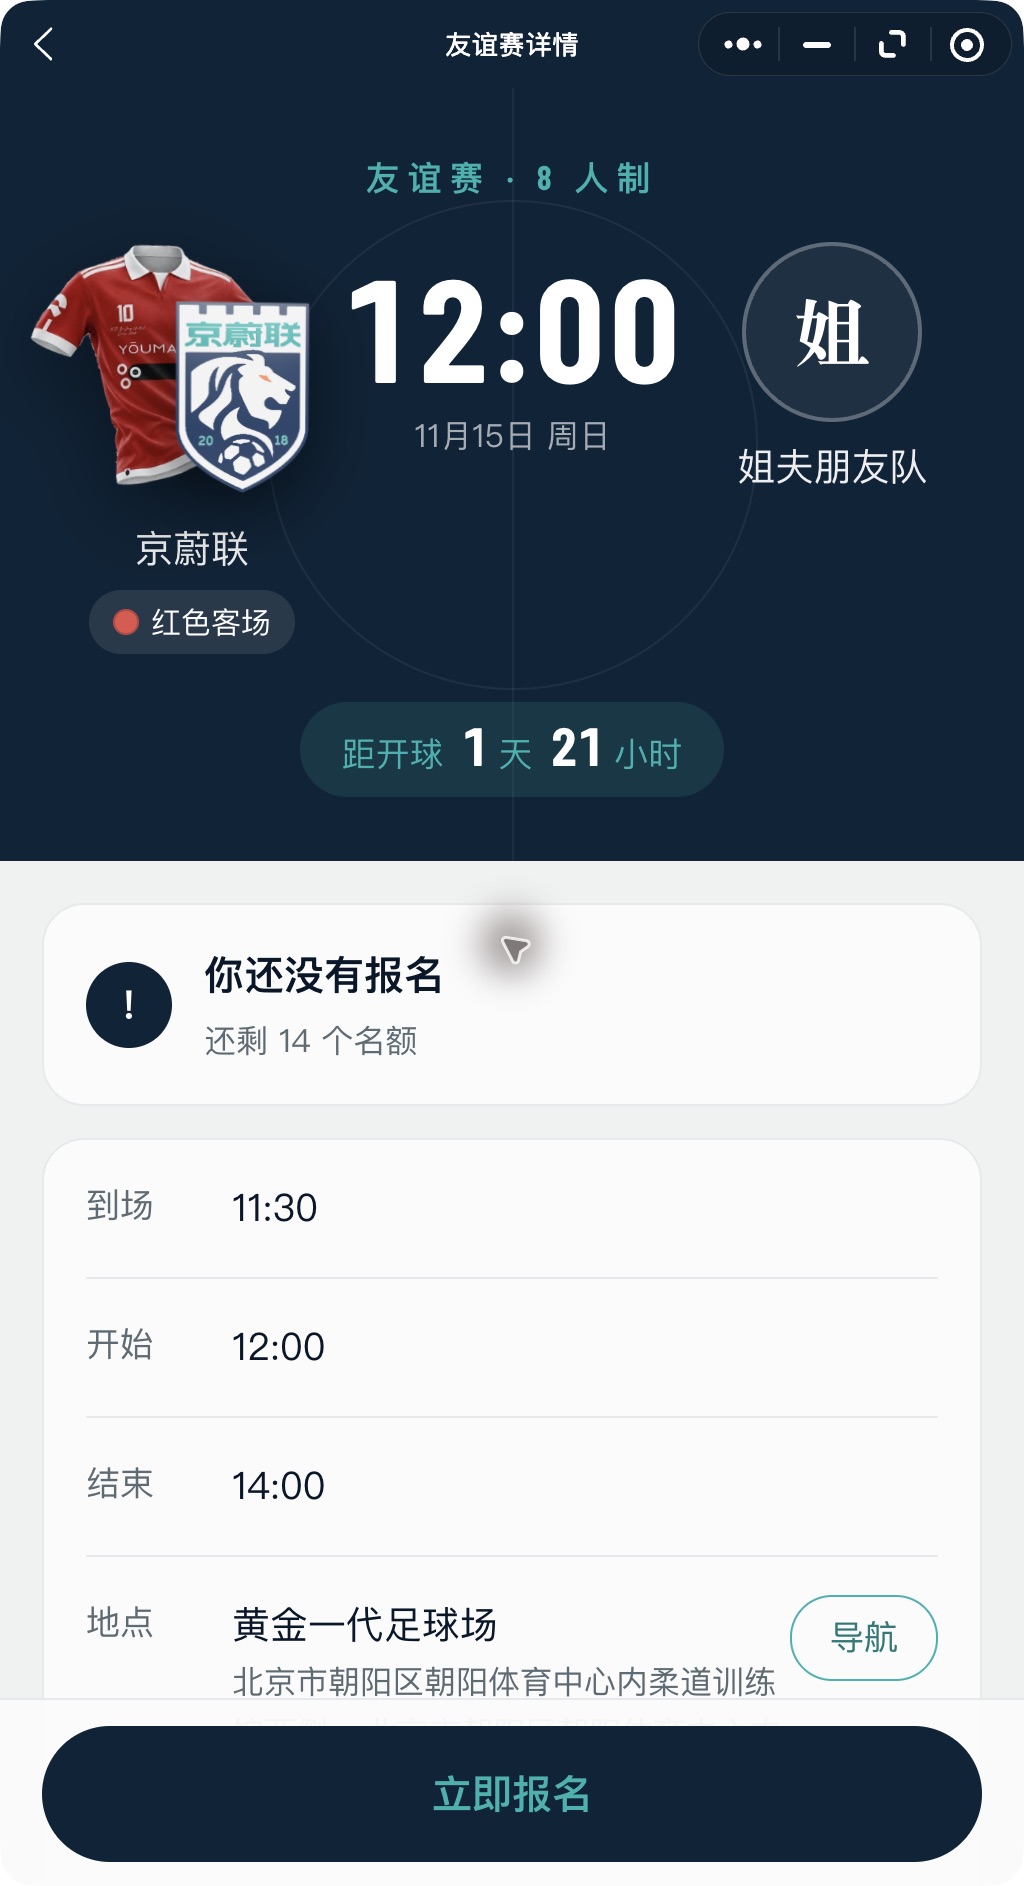 友谊赛详情
友谊赛 · 8 人制
10
YŌUMA
京蔚联
20 18
12:00
11月15日 周日
姐
姐夫朋友队
京蔚联
红色客场
距开球 1 天 21 小时
!
你还没有报名
还剩 14 个名额
到场 11:30
开始 12:00
结束 14:00
地点 黄金一代足球场
导航
北京市朝阳区朝阳体育中心内柔道训练
立即报名